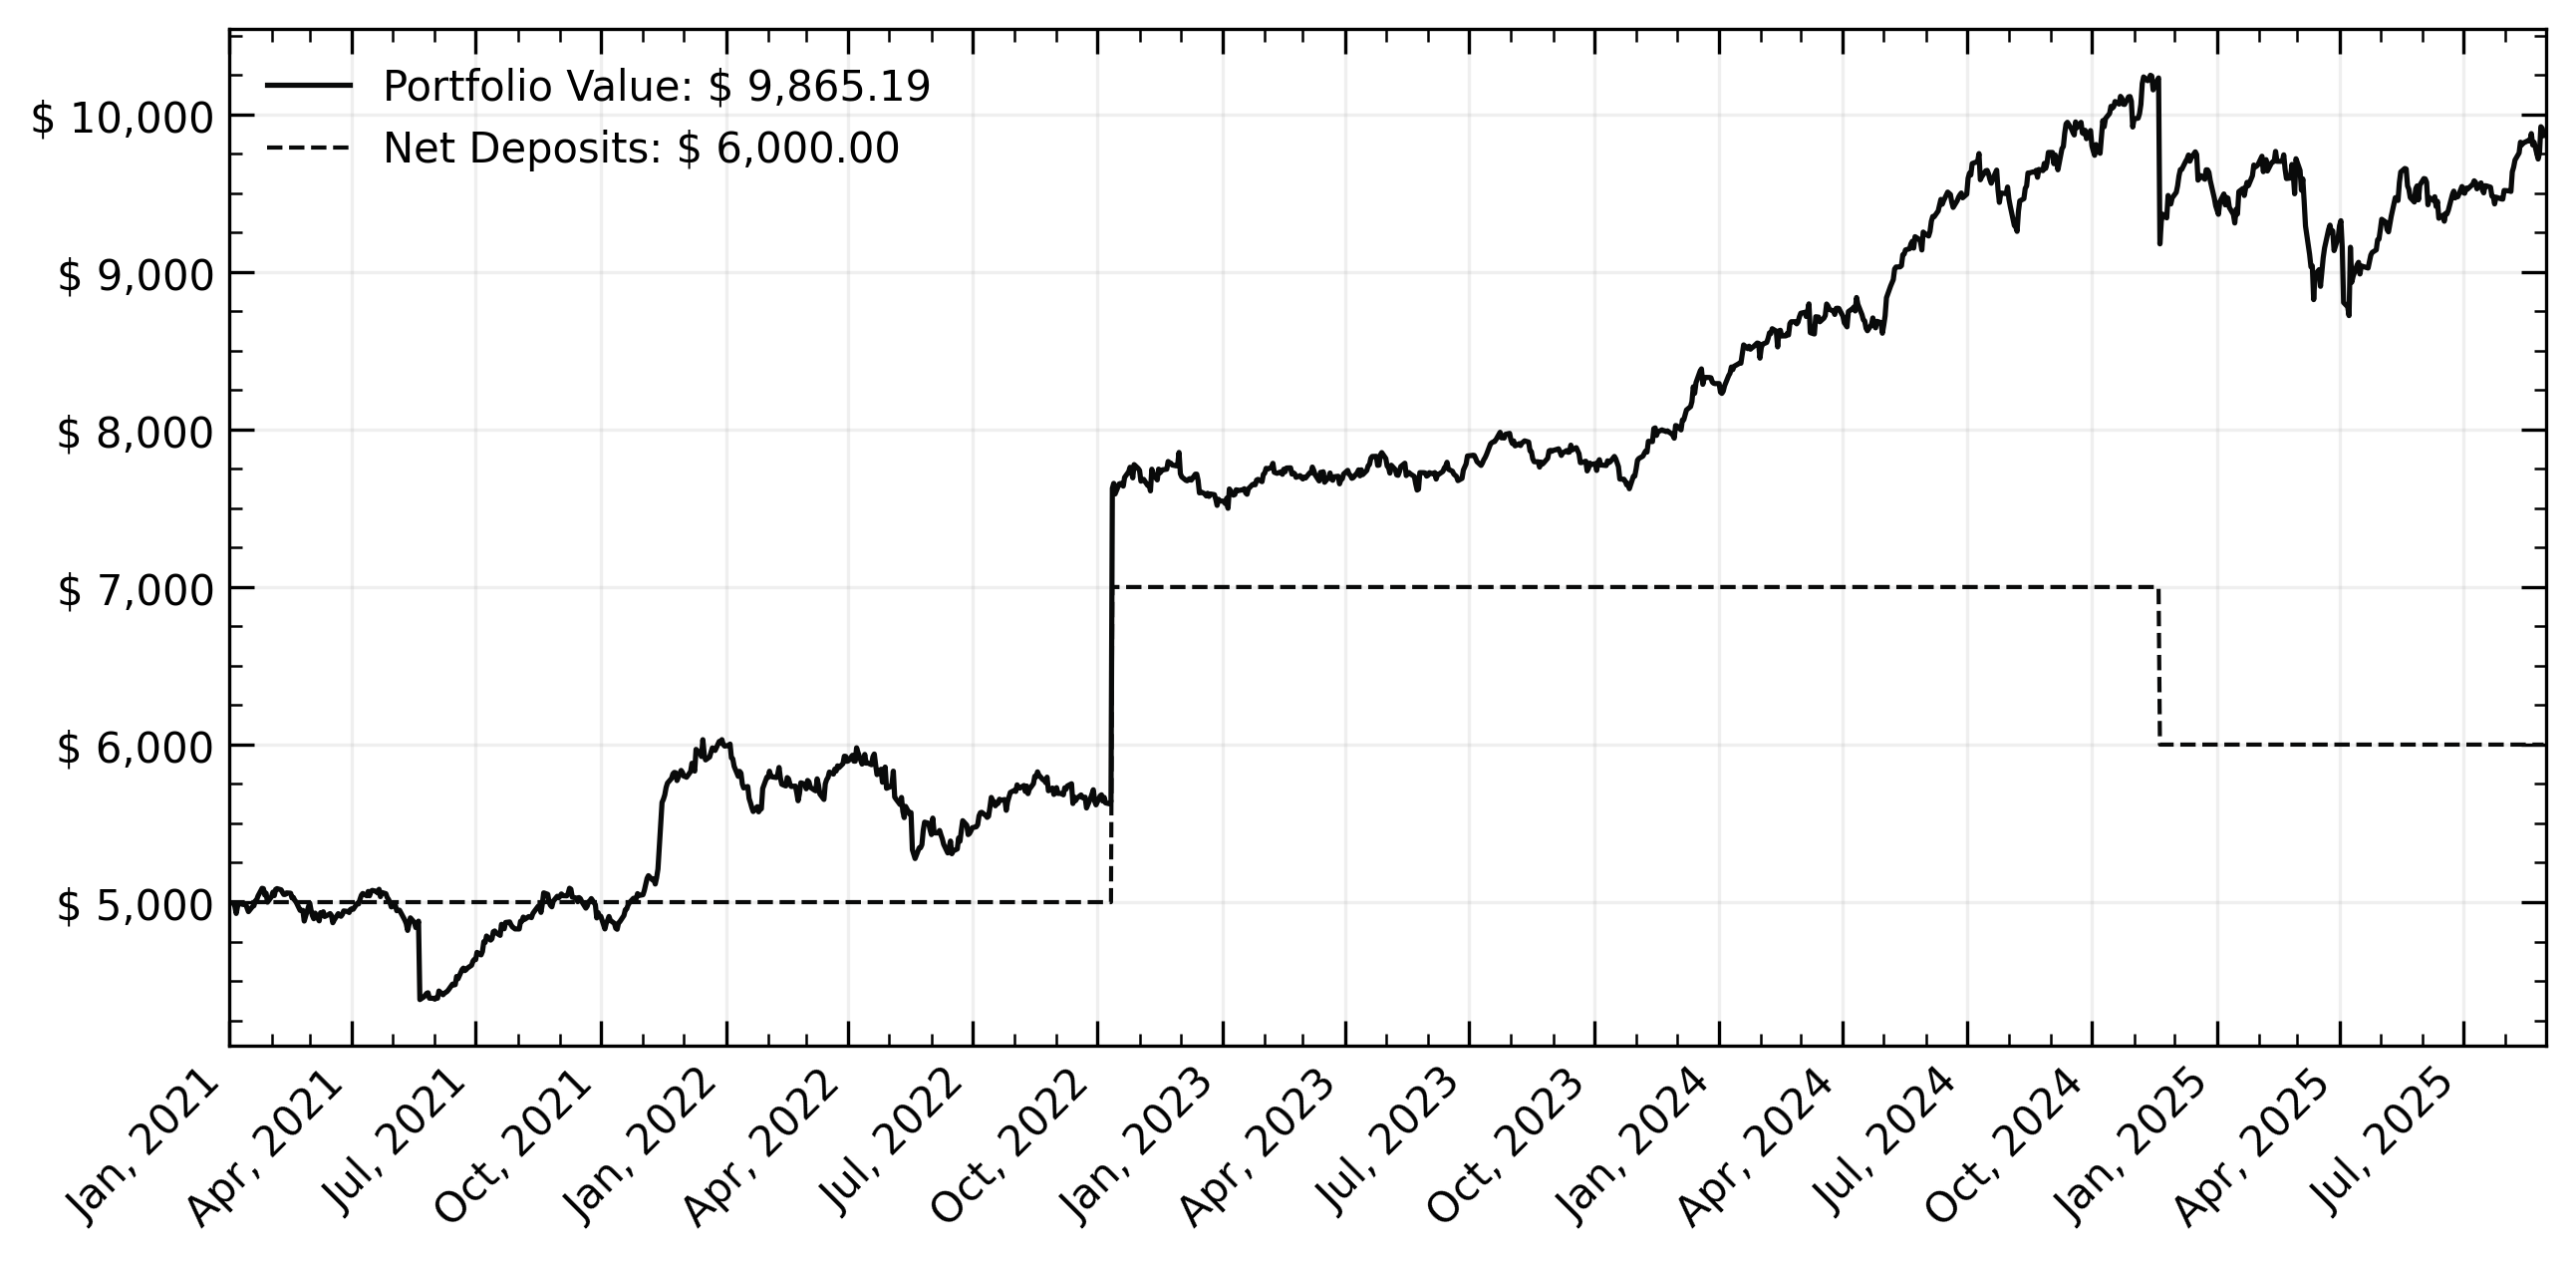 Portfolio Value: $ 9,865.19
Net Deposits: $ 6,000.00
$ 10,000
$ 9,000
$ 8,000
$ 7,000
$ 6,000
$ 5,000
Jan, 2021
Apr, 2021
Jul, 2021
Oct, 2021
Jan, 2022
Apr, 2022
Jul, 2022
Oct, 2022
Jan, 2023
Apr, 2023
Jul, 2023
Oct, 2023
Jan, 2024
Apr, 2024
Jul, 2024
Oct, 2024
Jan, 2025
Apr, 2025
Jul, 2025